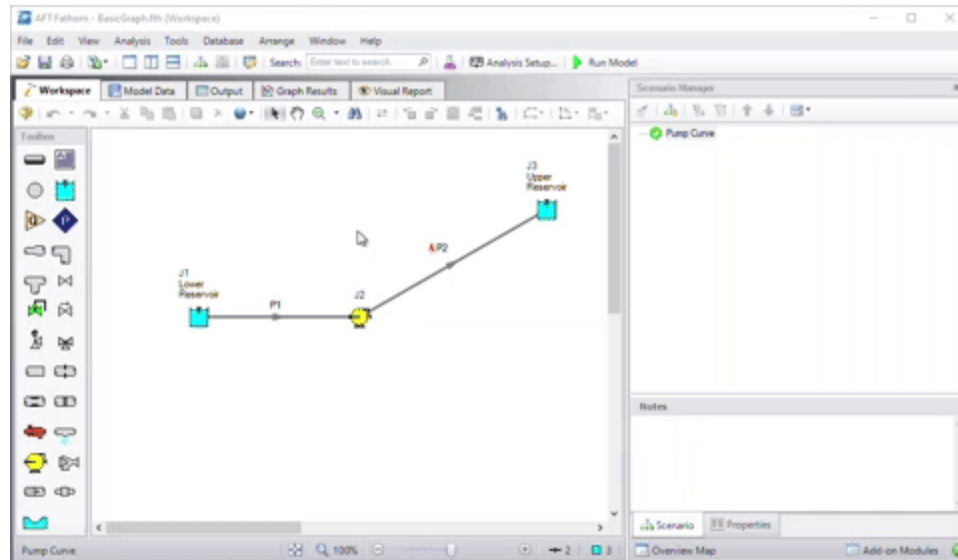 AFT Fathom - BasicGraph.fth (Workspace)
File Edit View Analysis Tools Database Arrange Window Help
Search: Enter text to search... Analysis Setup... Run Model
Workspace Model Data Output Graph Results Visual Report
Scenario Manager
Toolbox
Pump Curve
J3
Upper
Reservoir
P2
J1
Lower
Reservoir
P1
J2
Notes
Scenario Properties
Pump Curve 100% 2 3 Overview Map Add-on Modules